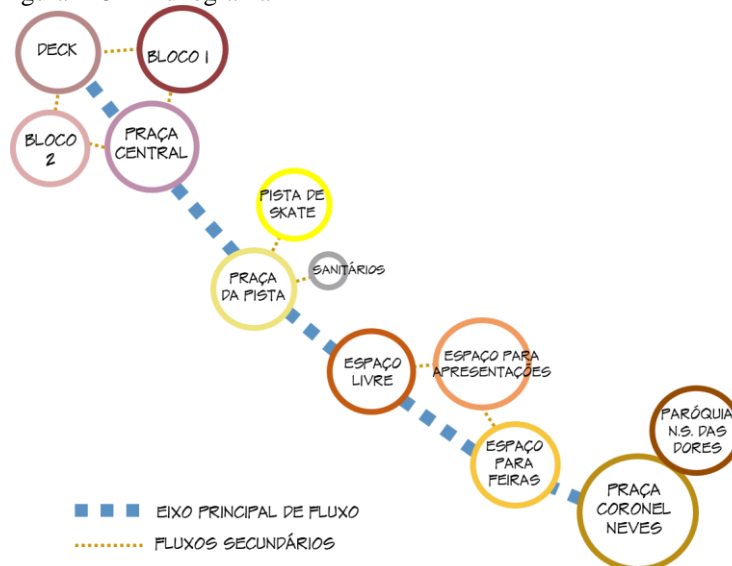 DECK
BLOCO 1
BLOCO
2
PRAÇA
CENTRAL
PISTA DE
SKATE
SANITÁRIOS
PRAÇA
DA PISTA
ESPAÇO
LIVRE
ESPAÇO PARA
APRESENTAÇÕES
ESPAÇO
PARA
FEIRAS
PARÓQUIA
N.S. DAS
DORES
PRAÇA
CORONEL
NEVES
EIXO PRINCIPAL DE FLUXO
FLUXOS SECUNDÁRIOS